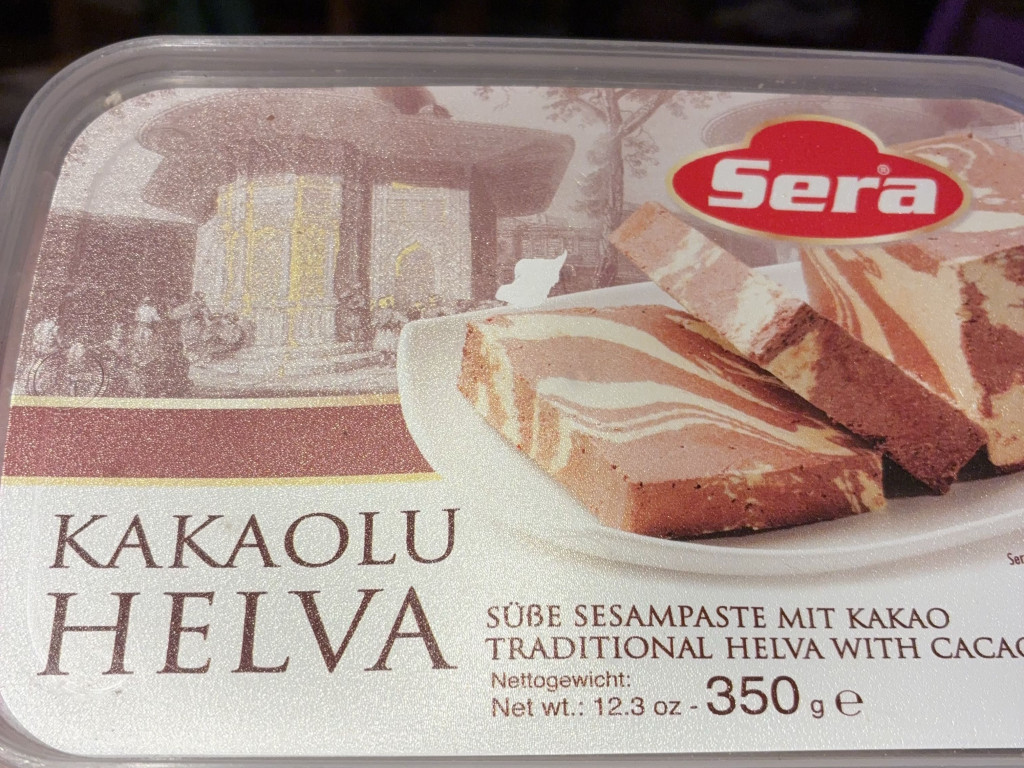 Sera®
KAKAOLU
HELVA
SÜßE SESAMPASTE MIT KAKAO
TRADITIONAL HELVA WITH CACAO
Nettogewicht:
Net wt.: 12.3 oz - 350 g e